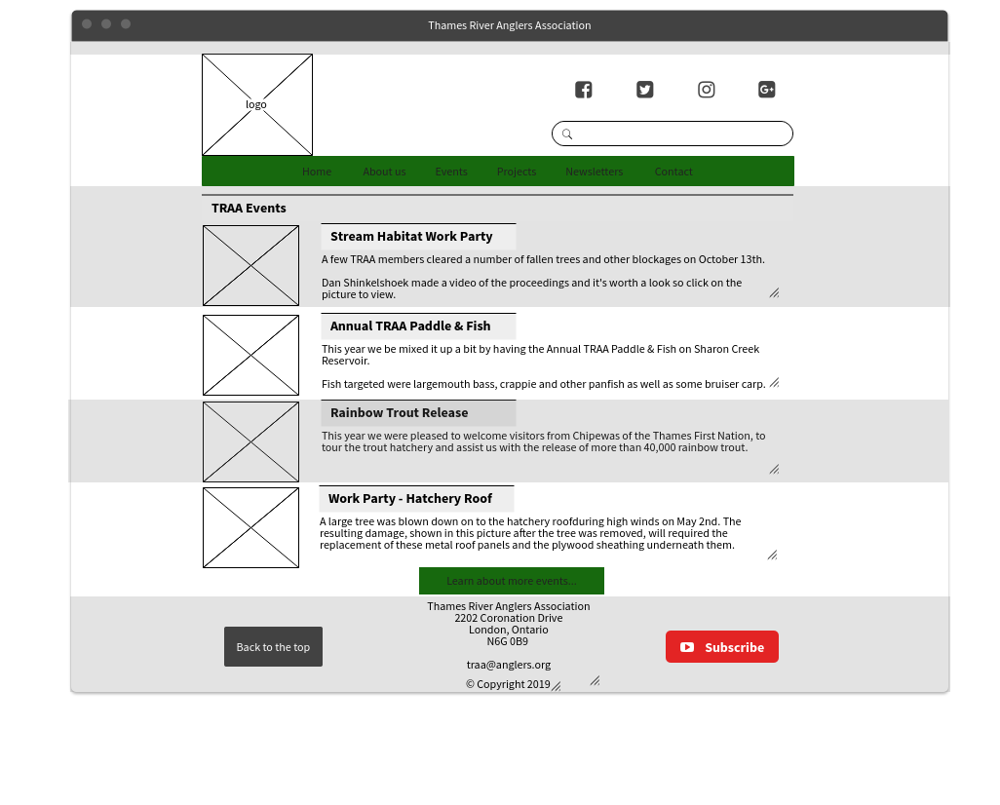 Thames River Anglers Association
logo
Home About us Events Projects Newsletters Contact
TRAA Events
Stream Habitat Work Party
A few TRAA members cleared a number of fallen trees and other blockages on October 13th.
Dan Shinkelshoek made a video of the proceedings and it's worth a look so click on the
picture to view.
Annual TRAA Paddle & Fish
This year we be mixed it up a bit by having the Annual TRAA Paddle & Fish on Sharon Creek
Reservoir.
Fish targeted were largemouth bass, crappie and other panfish as well as some bruiser carp.
Rainbow Trout Release
This year we were pleased to welcome visitors from Chipewas of the Thames First Nation, to
tour the trout hatchery and assist us with the release of more than 40,000 rainbow trout.
Work Party - Hatchery Roof
A large tree was blown down on to the hatchery roofduring high winds on May 2nd. The
resulting damage, shown in this picture after the tree was removed, will required the
replacement of these metal roof panels and the plywood sheathing underneath them.
Learn about more events...
Thames River Anglers Association
2202 Coronation Drive
London, Ontario
N6G 0B9
Back to the top
Subscribe
traa@anglers.org
© Copyright 2019